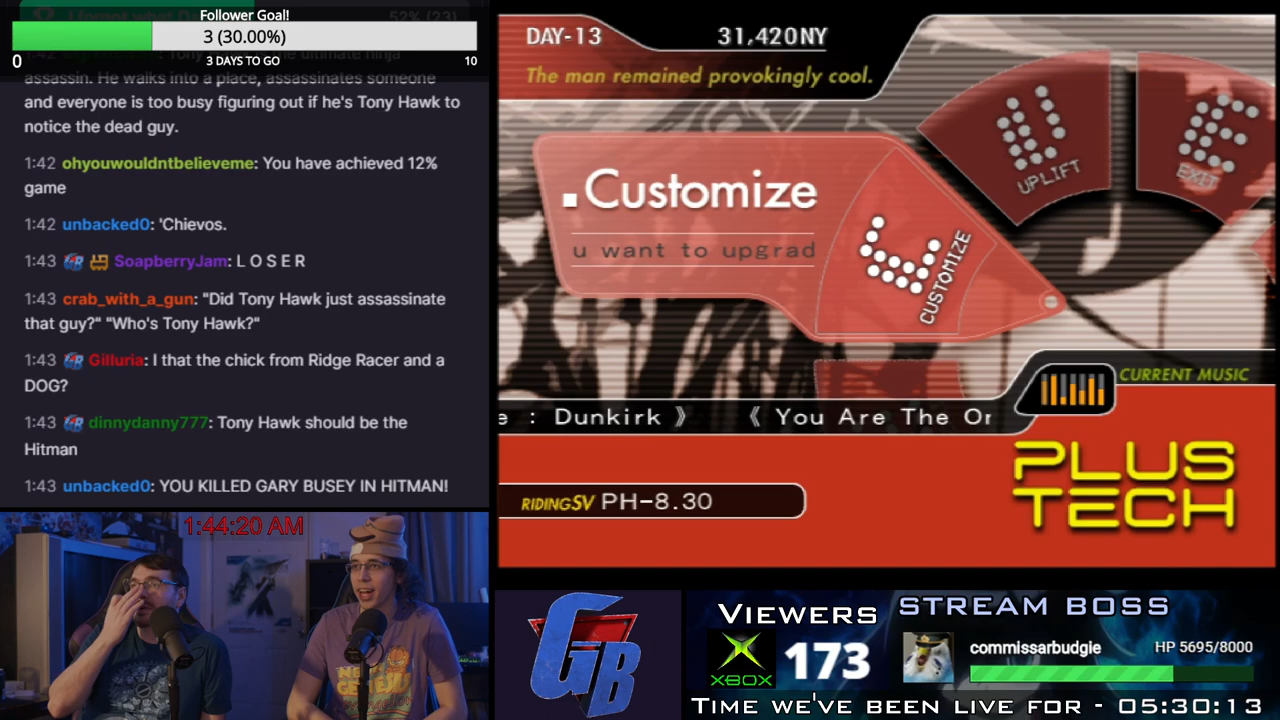 Follower Goal!
3 (30.00%)
0
3 DAYS TO GO
10
assassin. He walks into a place, assassinates someone
and everyone is too busy figuring out if he's Tony Hawk to
notice the dead guy.
1:42 ohyouwouldntbelieveme: You have achieved 12%
game
1:42 unbacked0: 'Chievos.
1:43 SoapberryJam: L O S E R
1:43 crab_with_a_gun: "Did Tony Hawk just assassinate
that guy?" "Who's Tony Hawk?"
1:43 Gilluria: I that the chick from Ridge Racer and a
DOG?
1:43 dinnydanny777: Tony Hawk should be the
Hitman
1:43 unbacked0: YOU KILLED GARY BUSEY IN HITMAN!
1:44:20 AM
DAY-13
31,420NY
The man remained provokingly cool.
U
UPLIFT
E
EXIT
.Customize
u want to upgrad
C
CUSTOMIZE
CURRENT MUSIC
e : Dunkirk 》 《 You Are The Or
PLUS
TECH
RIDINGSV PH-8.30
GB
VIEWERS
XBOX
173
STREAM BOSS
commissarbudgie
HP 5695/8000
TIME WE'VE BEEN LIVE FOR - 05:30:13